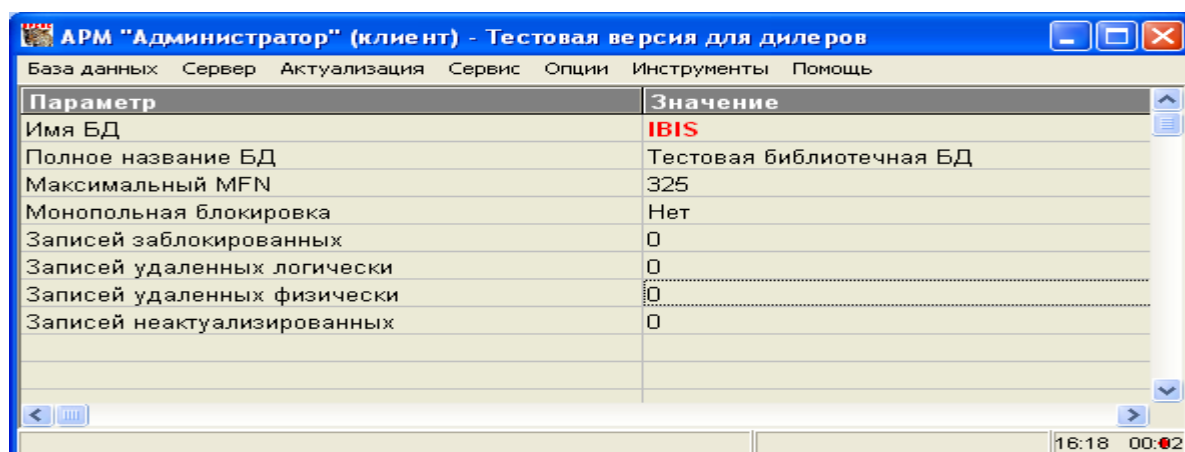 АРМ "Администратор" (клиент) - Тестовая версия для дилеров
База данных Сервер Актуализация Сервис Опции Инструменты Помощь
Параметр Значение
Имя БД IBIS
Полное название БД Тестовая библиотечная БД
Максимальный MFN 325
Монопольная блокировка Нет
Записей заблокированных 0
Записей удаленных логически 0
Записей удаленных физически 0
Записей неактуализированных 0
16:18